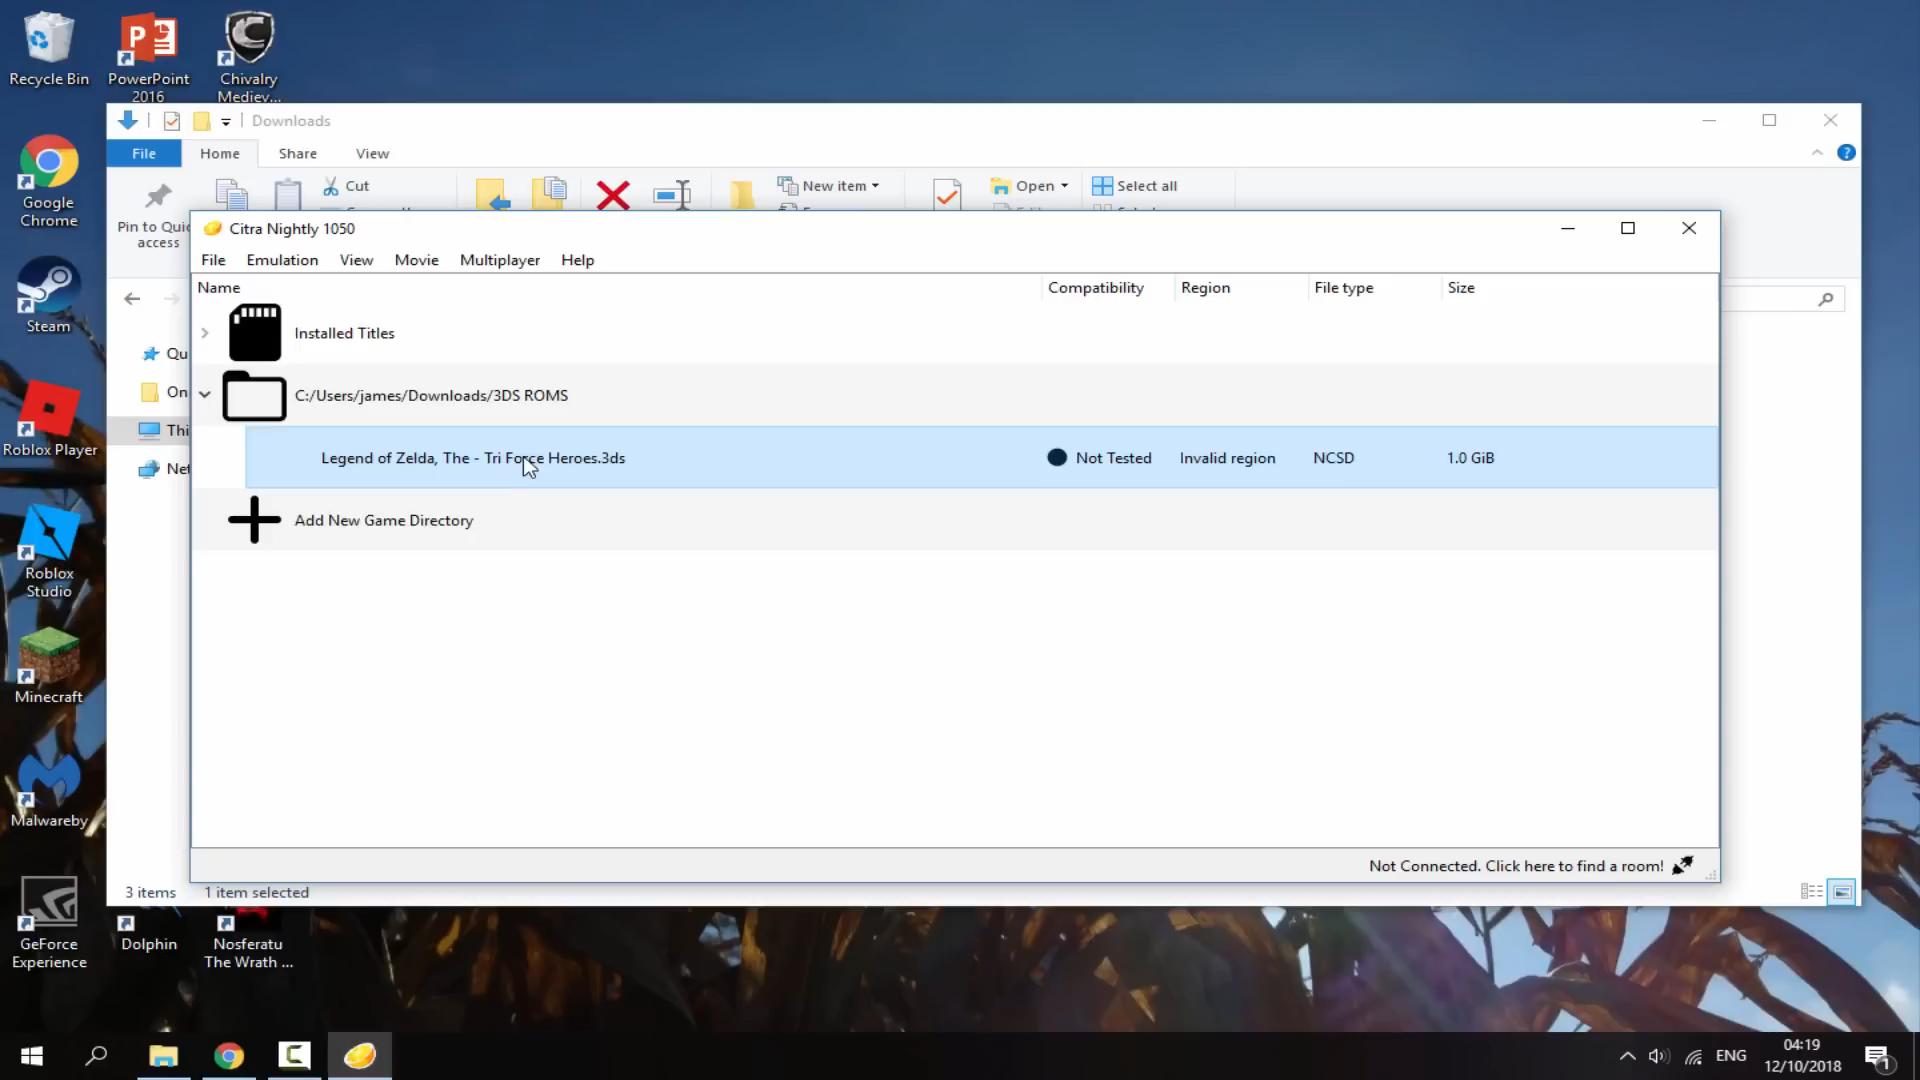 Recycle Bin
PowerPoint
2016
Chivalry
Mediev...
Google
Chrome
Steam
Roblox Player
Roblox
Studio
Minecraft
Malwareby
GeForce
Experience
Dolphin
Nosferatu
The Wrath ...
Downloads
File
Home
Share
View
Pin to Quic
access
Cut
New item
Open
Select all
Qu
On
Thi
Net
Citra Nightly 1050
File
Emulation
View
Movie
Multiplayer
Help
Name
Compatibility
Region
File type
Size
Installed Titles
C:/Users/james/Downloads/3DS ROMS
Legend of Zelda, The - Tri Force Heroes.3ds
Not Tested
Invalid region
NCSD
1.0 GiB
Add New Game Directory
Not Connected. Click here to find a room!
3 items
1 item selected
ENG
04:19
12/10/2018
1